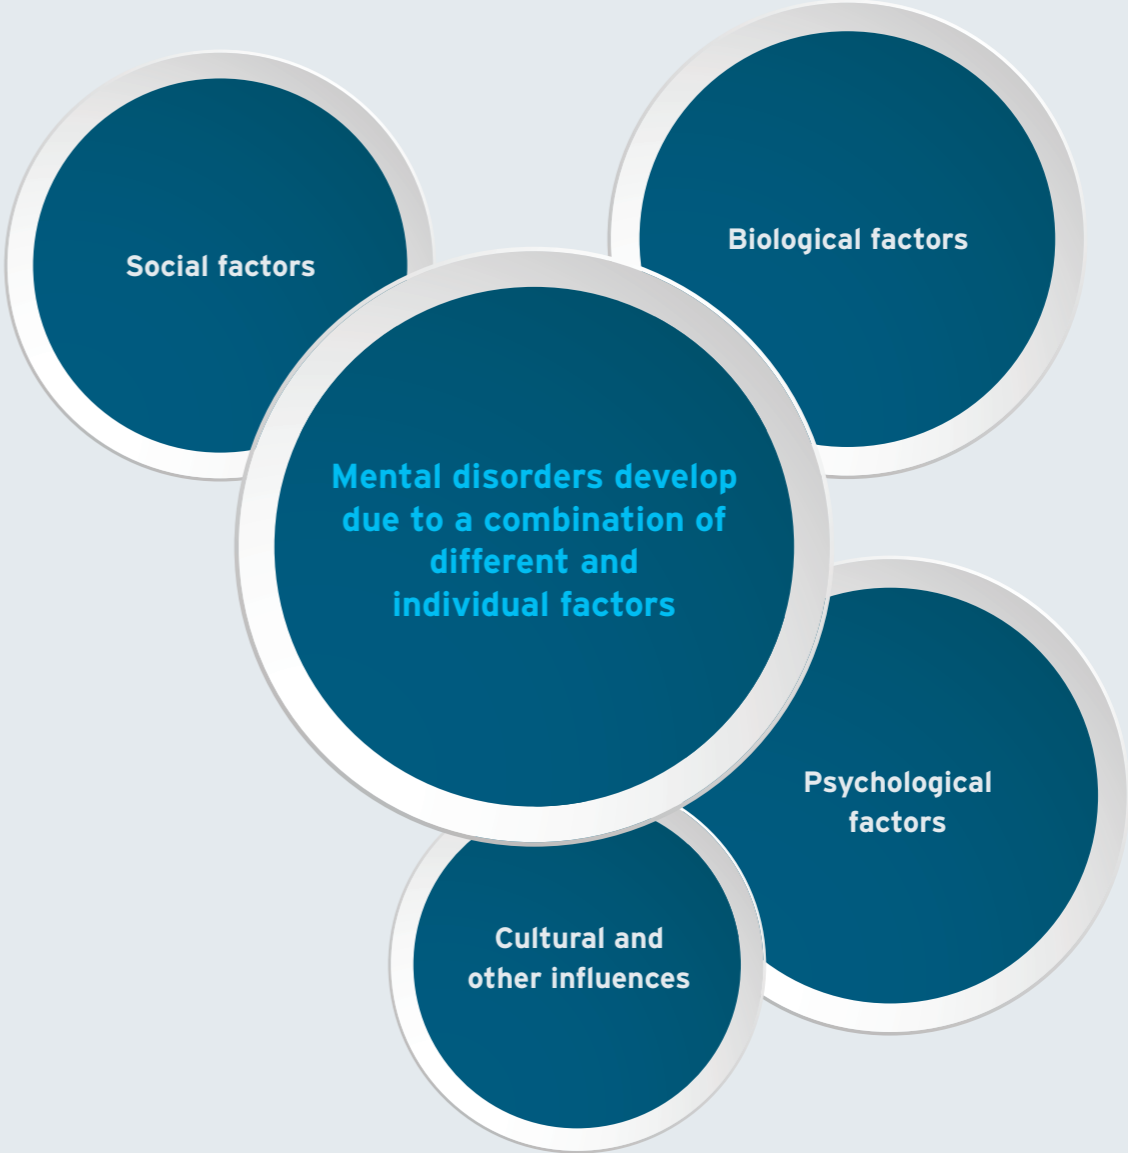 Social factors
Biological factors
Mental disorders develop
due to a combination of
different and
individual factors
Psychological
factors
Cultural and
other influences